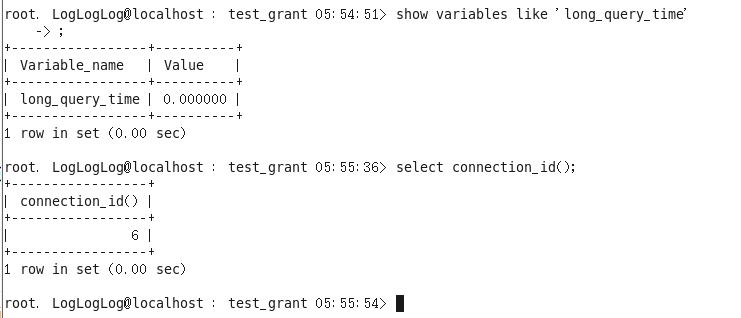 root. LogLogLog@localhost : test_grant 05:54:51> show variables like 'long_query_time'
    -> ;
+-----------------+----------+
| Variable_name   | Value    |
+-----------------+----------+
| long_query_time | 0.000000 |
+-----------------+----------+
1 row in set (0.00 sec)
root. LogLogLog@localhost : test_grant 05:55:36> select connection_id();
+-----------------+
| connection_id() |
+-----------------+
|               6 |
+-----------------+
1 row in set (0.00 sec)
root. LogLogLog@localhost : test_grant 05:55:54>